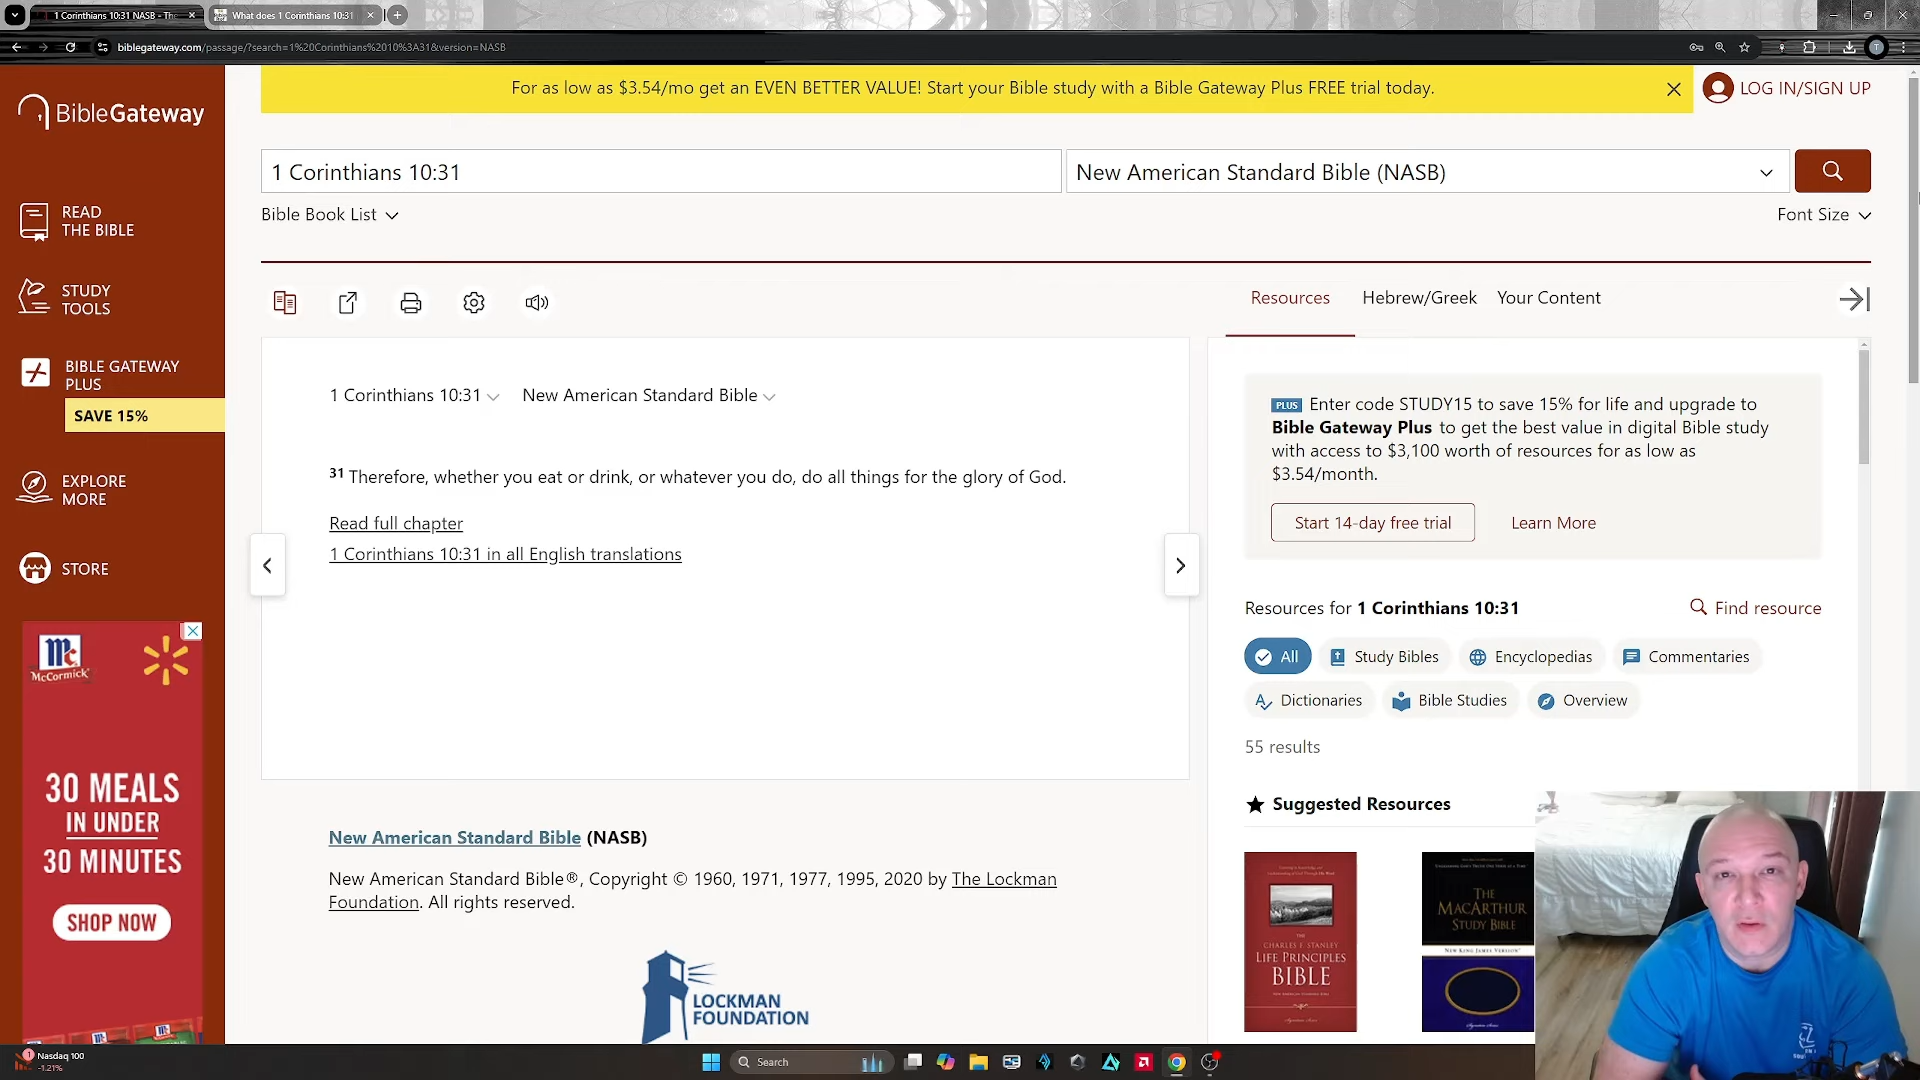 1 Corinthians 10:31 NASB - The
What does 1 Corinthians 10:31
biblegateway.com/passage/?search=1%20Corinthians%2010%3A31&version=NASB
T
For as low as $3.54/mo get an EVEN BETTER VALUE! Start your Bible study with a Bible Gateway Plus FREE trial today.
LOG IN/SIGN UP
BibleGateway
1 Corinthians 10:31
New American Standard Bible (NASB)
Bible Book List
Font Size
READ
THE BIBLE
STUDY
TOOLS
BIBLE GATEWAY
PLUS
SAVE 15%
EXPLORE
MORE
STORE
Resources
Hebrew/Greek
Your Content
1 Corinthians 10:31
New American Standard Bible
31 Therefore, whether you eat or drink, or whatever you do, do all things for the glory of God.
Read full chapter
1 Corinthians 10:31 in all English translations
PLUS Enter code STUDY15 to save 15% for life and upgrade to
Bible Gateway Plus to get the best value in digital Bible study
with access to $3,100 worth of resources for as low as
$3.54/month.
Start 14-day free trial
Learn More
Resources for 1 Corinthians 10:31
Find resource
All
Study Bibles
Encyclopedias
Commentaries
Dictionaries
Bible Studies
Overview
55 results
Suggested Resources
THE
CHARLES F. STANLEY
LIFE PRINCIPLES
BIBLE
THE
MACARTHUR
STUDY BIBLE
NEW KING JAMES VERSION
McCormick
30 MEALS
IN UNDER
30 MINUTES
SHOP NOW
New American Standard Bible (NASB)
New American Standard Bible®, Copyright © 1960, 1971, 1977, 1995, 2020 by The Lockman
Foundation. All rights reserved.
LOCKMAN
FOUNDATION
1
Nasdaq 100
-1.21%
Search